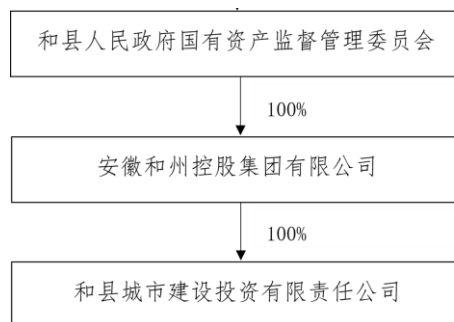 和县人民政府国有资产监督管理委员会
100%
安徽和州控股集团有限公司
100%
和县城市建设投资有限责任公司